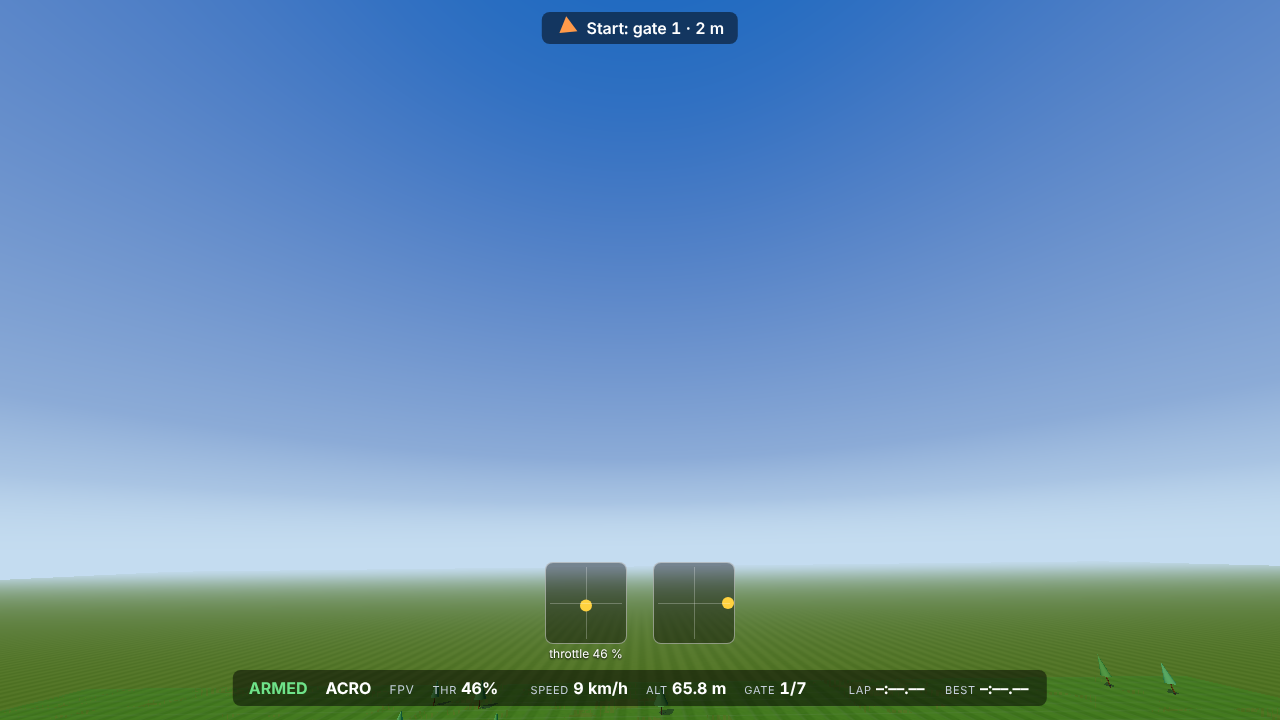 Start: gate 1 · 2 m
throttle 46 %
ARMED ACRO FPV THR 46% SPEED 9 km/h ALT 65.8 m GATE 1/7 LAP –:––.–– BEST –:––.––